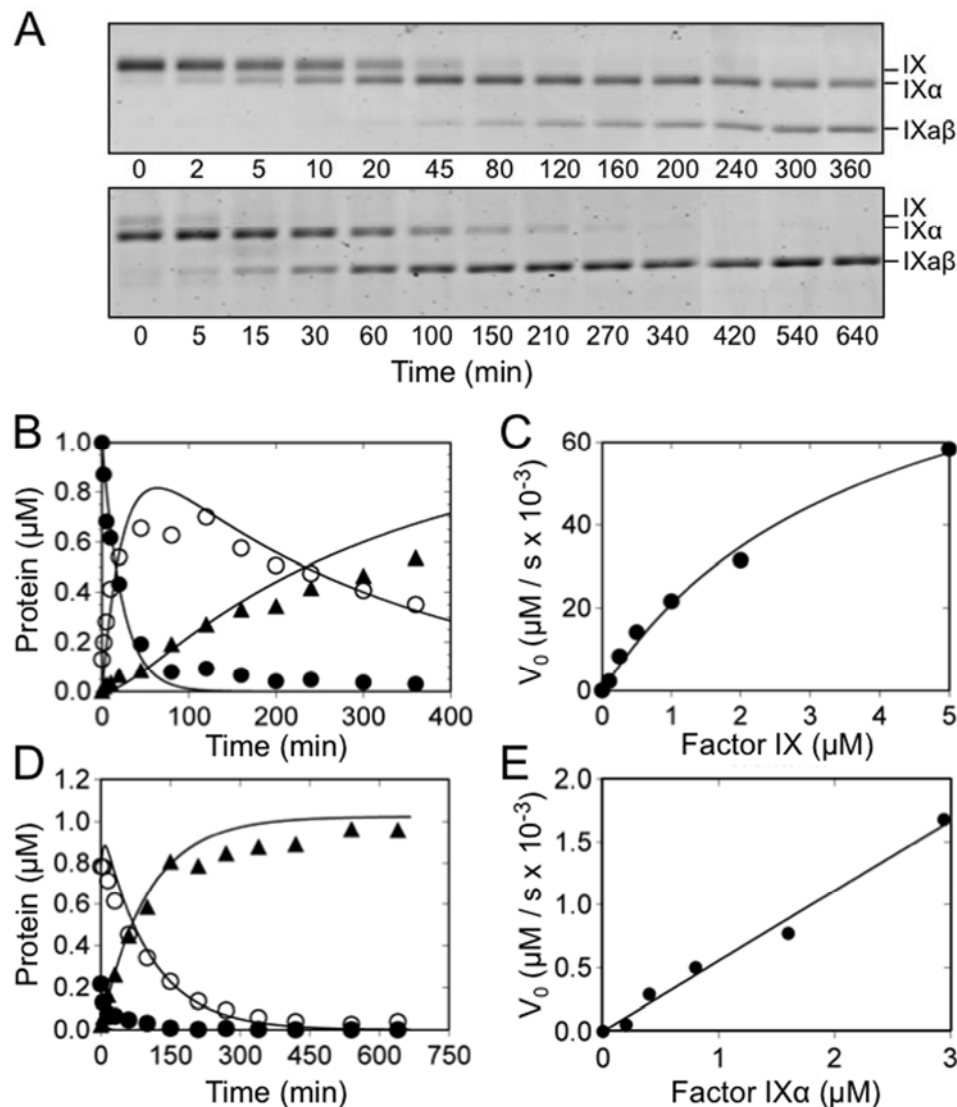 A
IX
IXα
IXaβ
0 2 5 10 20 45 80 120 160 200 240 300 360
IX
IXα
IXaβ
0 5 15 30 60 100 150 210 270 340 420 540 640
Time (min)
B
1.0
0.8
0.6
0.4
0.2
0.0
Protein (µM)
0 100 200 300 400
Time (min)
C
60
40
20
0
V₀ (µM / s x 10⁻³)
0 1 2 3 4 5
Factor IX (µM)
D
1.2
1.0
0.8
0.6
0.4
0.2
0.0
Protein (µM)
0 150 300 450 600 750
Time (min)
E
2.0
1.5
1.0
0.5
0.0
V₀ (µM / s x 10⁻³)
0 1 2 3
Factor IXα (µM)